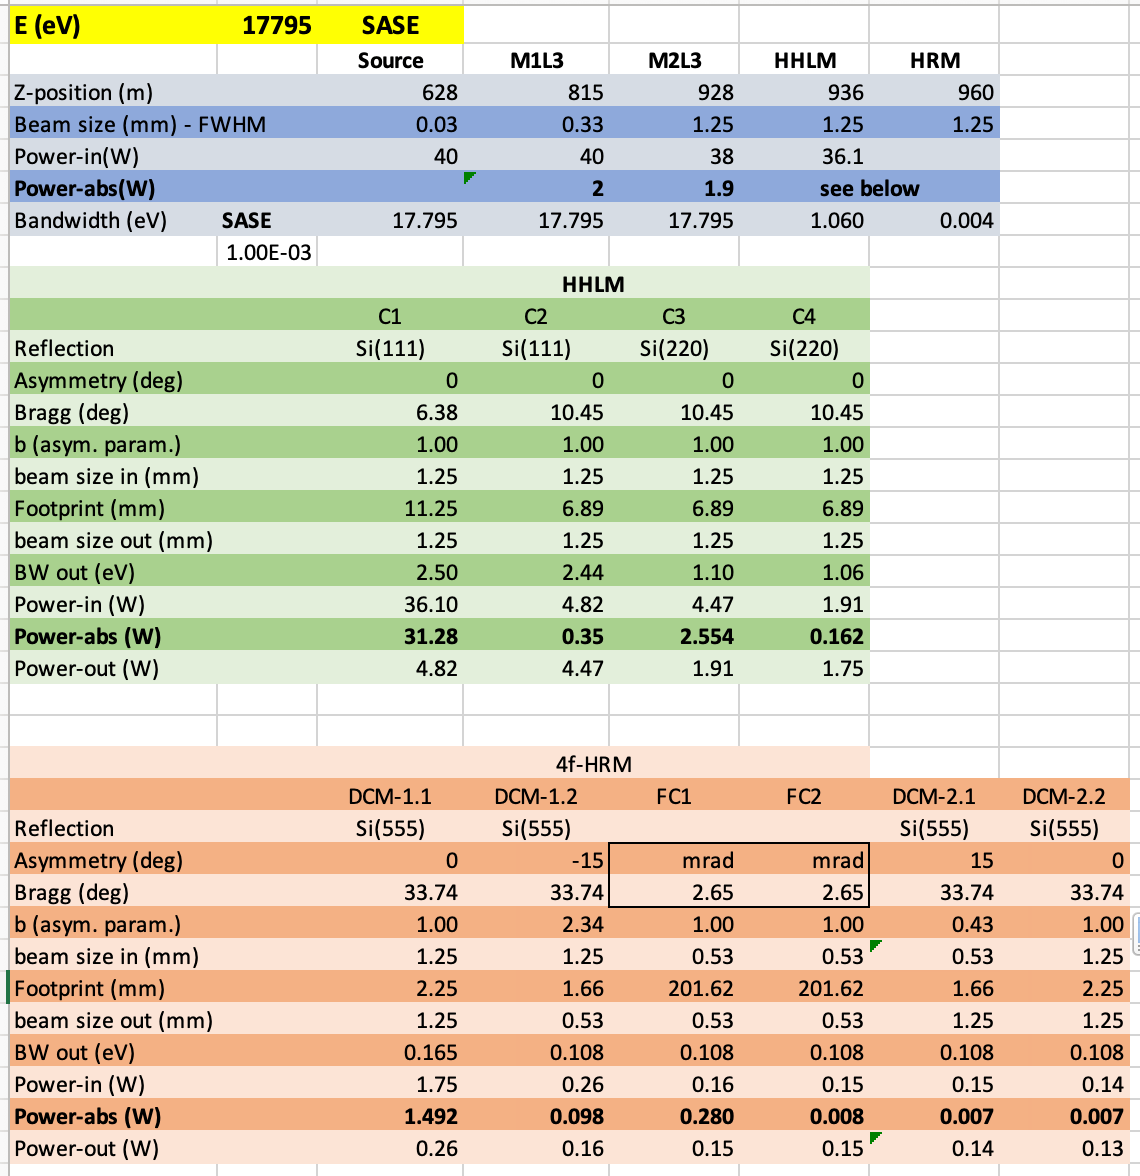 E (eV) 17795 SASE
Source M1L3 M2L3 HHLM HRM
Z-position (m) 628 815 928 936 960
Beam size (mm) - FWHM 0.03 0.33 1.25 1.25 1.25
Power-in(W) 40 40 38 36.1
Power-abs(W) 2 1.9 see below
Bandwidth (eV) SASE 17.795 17.795 17.795 1.060 0.004
1.00E-03
HHLM
C1 C2 C3 C4
Reflection Si(111) Si(111) Si(220) Si(220)
Asymmetry (deg) 0 0 0 0
Bragg (deg) 6.38 10.45 10.45 10.45
b (asym. param.) 1.00 1.00 1.00 1.00
beam size in (mm) 1.25 1.25 1.25 1.25
Footprint (mm) 11.25 6.89 6.89 6.89
beam size out (mm) 1.25 1.25 1.25 1.25
BW out (eV) 2.50 2.44 1.10 1.06
Power-in (W) 36.10 4.82 4.47 1.91
Power-abs (W) 31.28 0.35 2.554 0.162
Power-out (W) 4.82 4.47 1.91 1.75
4f-HRM
DCM-1.1 DCM-1.2 FC1 FC2 DCM-2.1 DCM-2.2
Reflection Si(555) Si(555) Si(555) Si(555)
Asymmetry (deg) 0 -15 mrad mrad 15 0
Bragg (deg) 33.74 33.74 2.65 2.65 33.74 33.74
b (asym. param.) 1.00 2.34 1.00 1.00 0.43 1.00
beam size in (mm) 1.25 1.25 0.53 0.53 0.53 1.25
Footprint (mm) 2.25 1.66 201.62 201.62 1.66 2.25
beam size out (mm) 1.25 0.53 0.53 0.53 1.25 1.25
BW out (eV) 0.165 0.108 0.108 0.108 0.108 0.108
Power-in (W) 1.75 0.26 0.16 0.15 0.15 0.14
Power-abs (W) 1.492 0.098 0.280 0.008 0.007 0.007
Power-out (W) 0.26 0.16 0.15 0.15 0.14 0.13